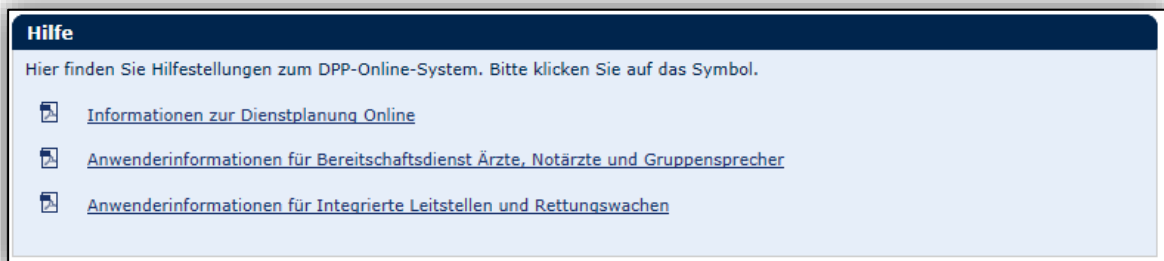 Hilfe
Hier finden Sie Hilfestellungen zum DPP-Online-System. Bitte klicken Sie auf das Symbol.
Informationen zur Dienstplanung Online
Anwenderinformationen für Bereitschaftsdienst Ärzte, Notärzte und Gruppensprecher
Anwenderinformationen für Integrierte Leitstellen und Rettungswachen